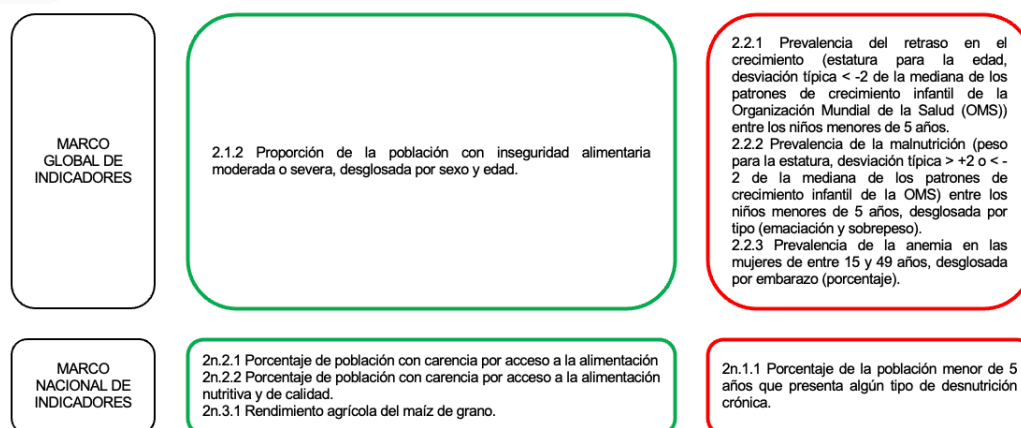 MARCO
GLOBAL DE
INDICADORES
2.1.2 Proporción de la población con inseguridad alimentaria
moderada o severa, desglosada por sexo y edad.
2.2.1 Prevalencia del retraso en el
crecimiento (estatura para la edad,
desviación típica < -2 de la mediana de los
patrones de crecimiento infantil de la
Organización Mundial de la Salud (OMS))
entre los niños menores de 5 años.
2.2.2 Prevalencia de la malnutrición (peso
para la estatura, desviación típica > +2 o < -
2 de la mediana de los patrones de
crecimiento infantil de la OMS) entre los
niños menores de 5 años, desglosada por
tipo (emaciación y sobrepeso).
2.2.3 Prevalencia de la anemia en las
mujeres de entre 15 y 49 años, desglosada
por embarazo (porcentaje).
MARCO
NACIONAL DE
INDICADORES
2n.2.1 Porcentaje de población con carencia por acceso a la alimentación
2n.2.2 Porcentaje de población con carencia por acceso a la alimentación
nutritiva y de calidad.
2n.3.1 Rendimiento agrícola del maíz de grano.
2n.1.1 Porcentaje de la población menor de 5
años que presenta algún tipo de desnutrición
crónica.